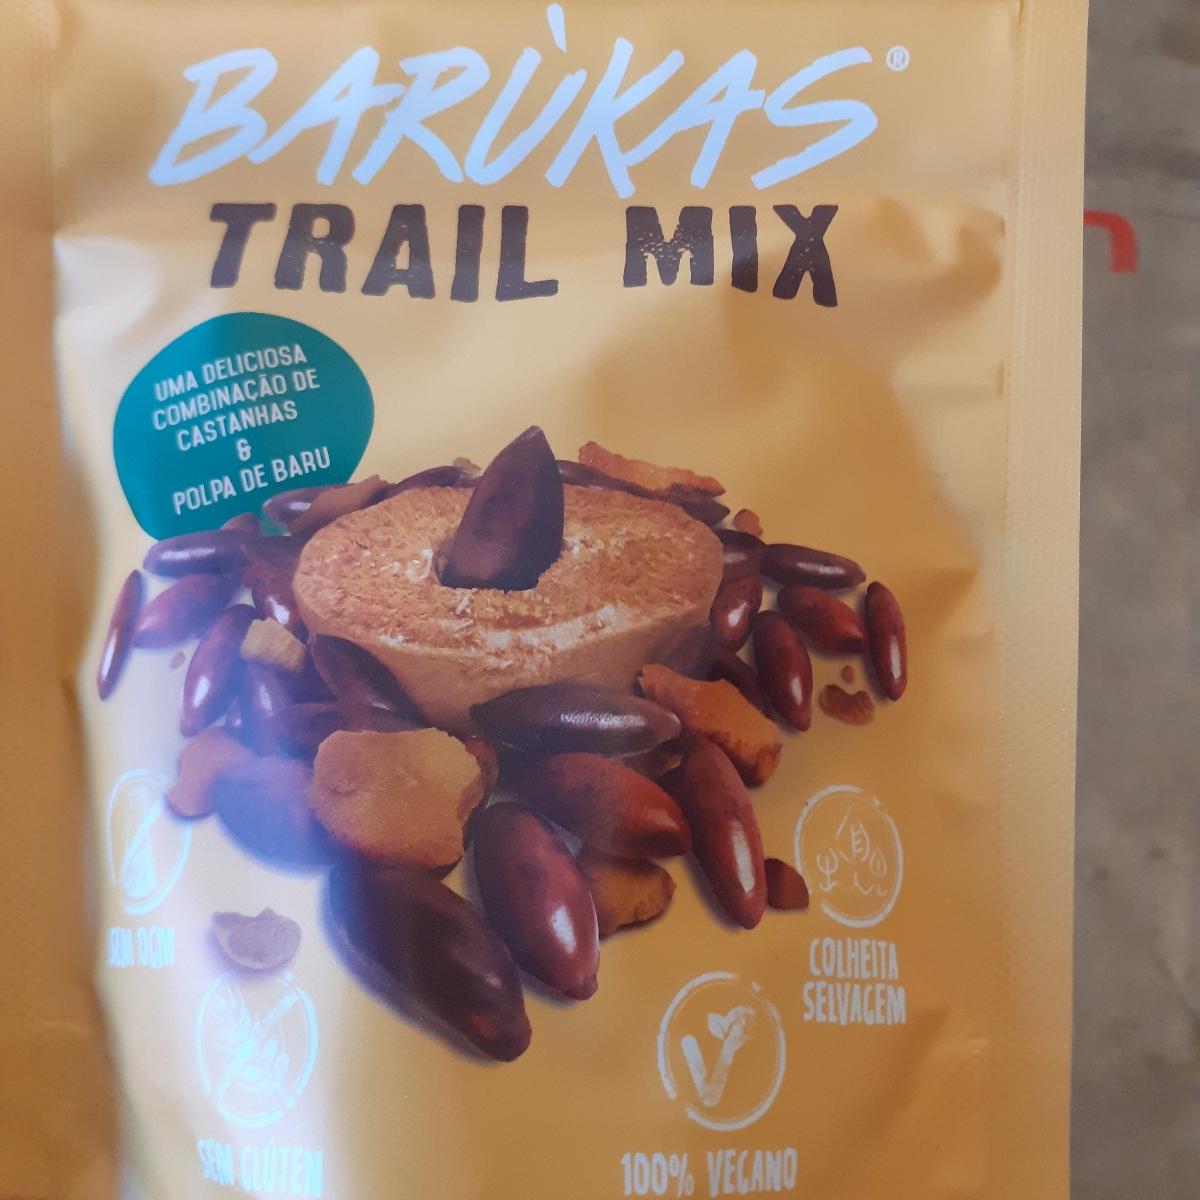 BARÙKAS®
TRAIL MIX
UMA DELICIOSA
COMBINAÇÃO DE
CASTANHAS
&
POLPA DE BARU
SEM OGM
COLHEITA
SELVAGEM
SEM GLÚTEN
100% VEGANO